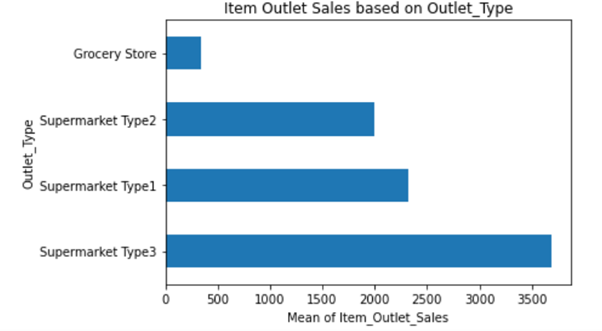 Item Outlet Sales based on Outlet_Type
Outlet_Type
Grocery Store
Supermarket Type2
Supermarket Type1
Supermarket Type3
0 500 1000 1500 2000 2500 3000 3500
Mean of Item_Outlet_Sales